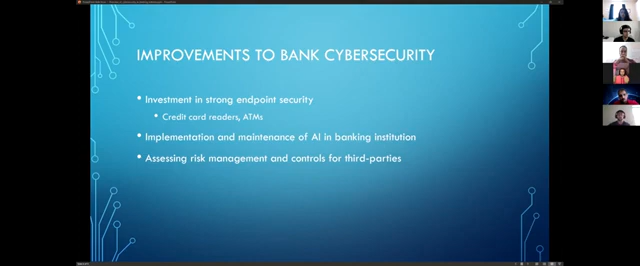 IMPROVEMENTS TO BANK CYBERSECURITY
• Investment in strong endpoint security
• Credit card readers, ATMs
• Implementation and maintenance of AI in banking institution
• Assessing risk management and controls for third-parties